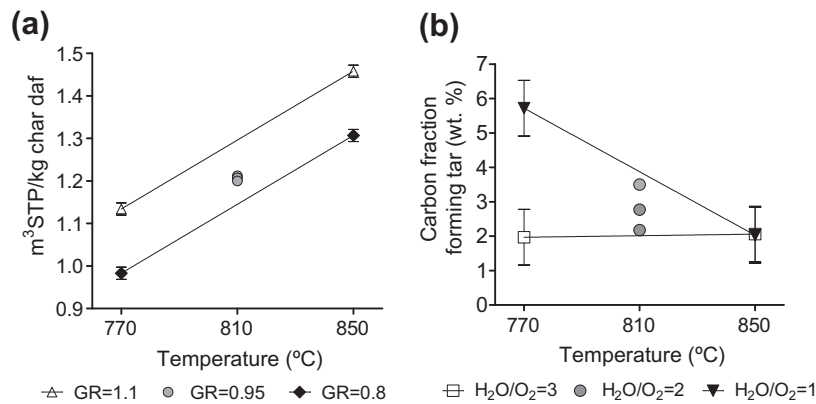 (a)
m³STP/kg char daf
1.5
1.4
1.3
1.2
1.1
1.0
0.9
770 810 850
Temperature (ºC)
GR=1.1 GR=0.95 GR=0.8
(b)
Carbon fraction
forming tar (wt. %)
7
6
5
4
3
2
1
0
770 810 850
Temperature (ºC)
H₂O/O₂=3 H₂O/O₂=2 H₂O/O₂=1